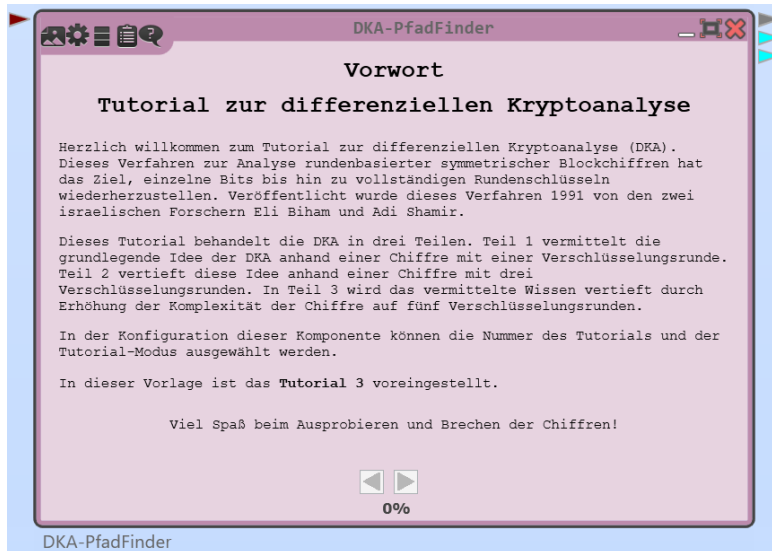 DKA-PfadFinder
Vorwort
Tutorial zur differenziellen Kryptoanalyse
Herzlich willkommen zum Tutorial zur differenziellen Kryptoanalyse (DKA).
Dieses Verfahren zur Analyse rundenbasierter symmetrischer Blockchiffren hat
das Ziel, einzelne Bits bis hin zu vollständigen Rundenschlüsseln
wiederherzustellen. Veröffentlicht wurde dieses Verfahren 1991 von den zwei
israelischen Forschern Eli Biham und Adi Shamir.
Dieses Tutorial behandelt die DKA in drei Teilen. Teil 1 vermittelt die
grundlegende Idee der DKA anhand einer Chiffre mit einer Verschlüsselungsrunde.
Teil 2 vertieft diese Idee anhand einer Chiffre mit drei
Verschlüsselungsrunden. In Teil 3 wird das vermittelte Wissen vertieft durch
Erhöhung der Komplexität der Chiffre auf fünf Verschlüsselungsrunden.
In der Konfiguration dieser Komponente können die Nummer des Tutorials und der
Tutorial-Modus ausgewählt werden.
In dieser Vorlage ist das Tutorial 3 voreingestellt.
Viel Spaß beim Ausprobieren und Brechen der Chiffren!
0%
DKA-PfadFinder